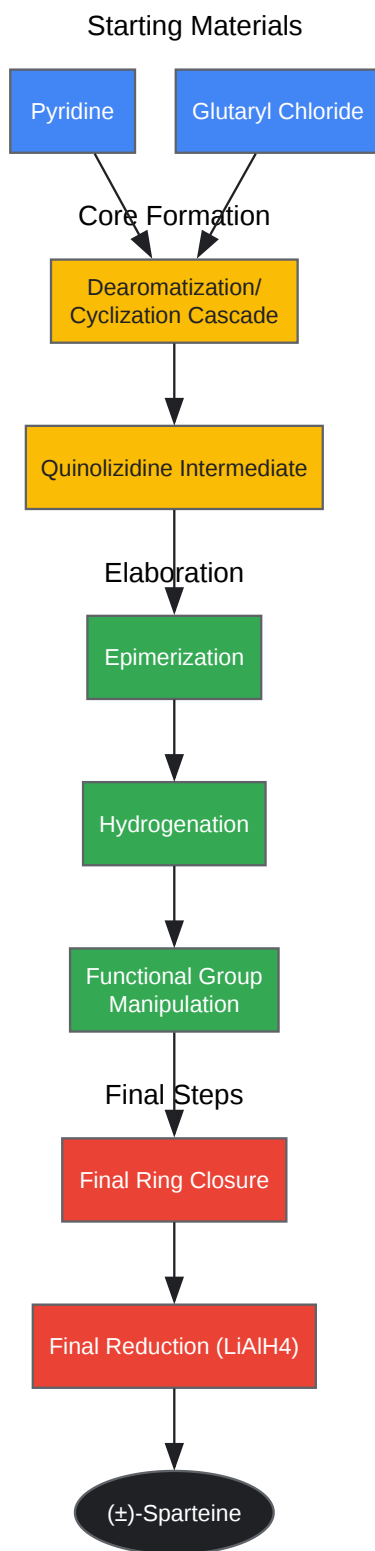 Starting Materials
Pyridine
Glutaryl Chloride
Core Formation
Dearomatization/
Cyclization Cascade
Quinolizidine Intermediate
Elaboration
Epimerization
Hydrogenation
Functional Group
Manipulation
Final Steps
Final Ring Closure
Final Reduction (LiAlH4)
(±)-Sparteine